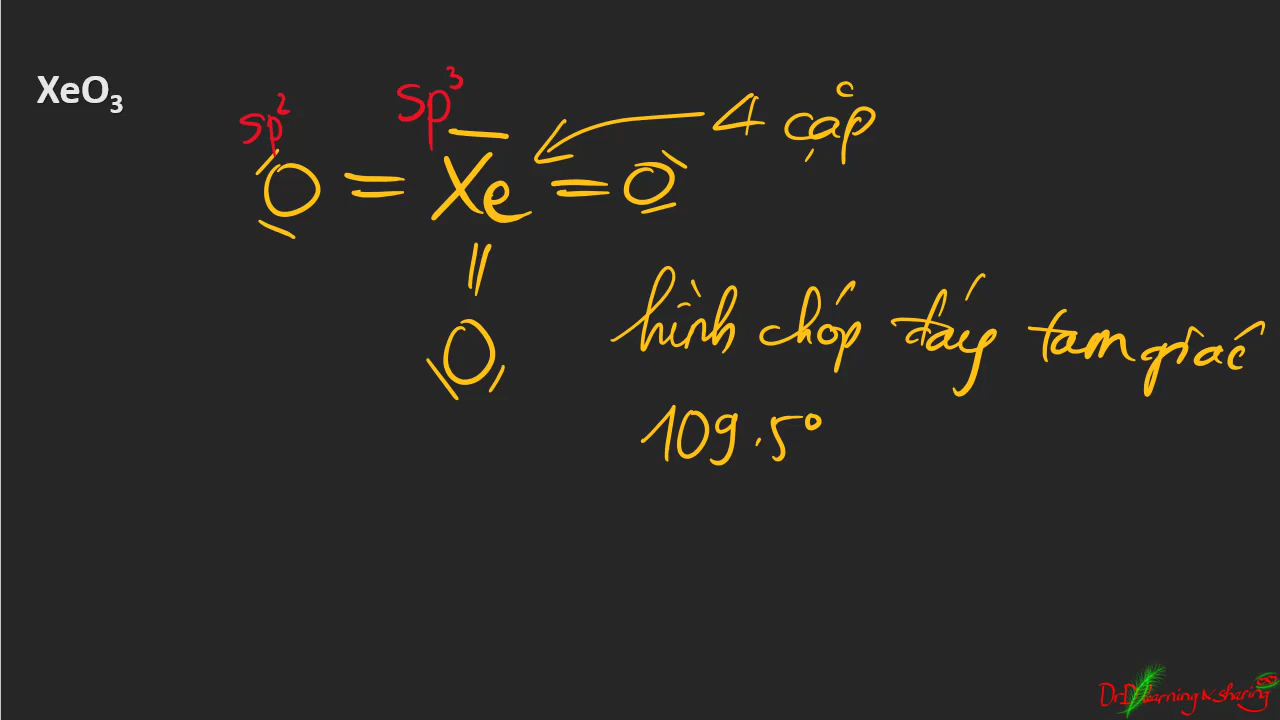 XeO₃
sp² sp³ 4 cặp
O = Xe = O
||
O
hình chóp đáy tam giác
109.5°
Dr.D learning & sharing